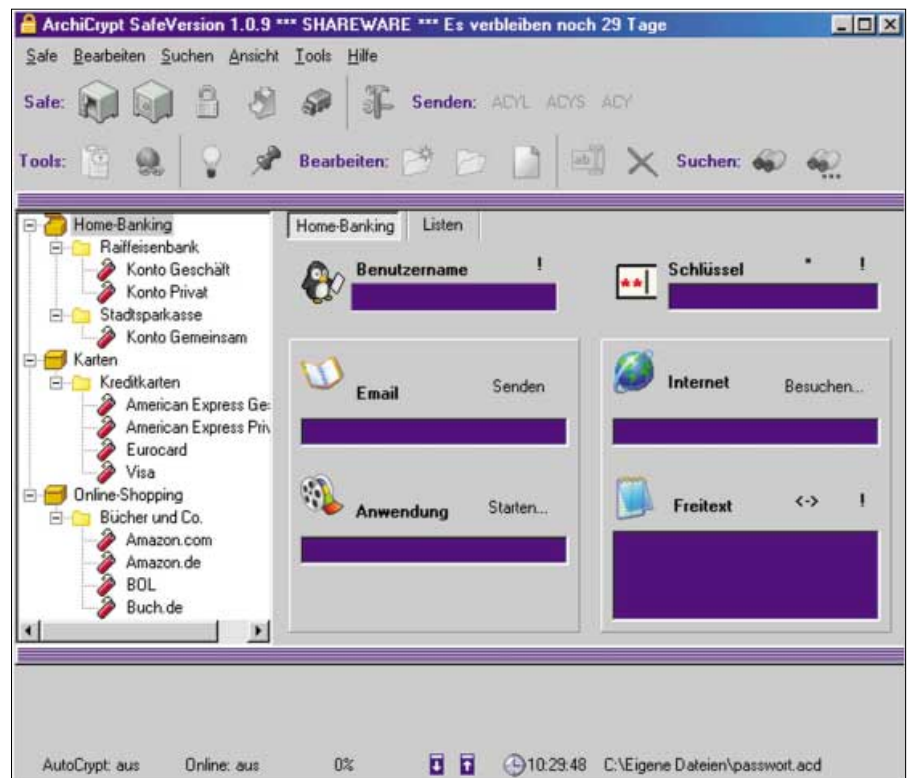 ArchiCrypt SafeVersion 1.0.9 *** SHAREWARE *** Es verbleiben noch 29 Tage
Safe Bearbeiten Suchen Ansicht Tools Hilfe
Safe: Senden: ACYL ACYS ACY
Tools: Bearbeiten: ab Suchen:
Home-Banking
Raiffeisenbank
Konto Geschäft
Konto Privat
Stadtsparkasse
Konto Gemeinsam
Karten
Kreditkarten
American Express Ge
American Express Priv
Eurocard
Visa
Online-Shopping
Bücher und Co.
Amazon.com
Amazon.de
BOL
Buch.de
Home-Banking Listen
Benutzername !
**| Schlüssel * !
Email Senden
Internet Besuchen...
Anwendung Starten...
Freitext <-> !
AutoCrypt: aus Online: aus 0% 10:29:48 C:\Eigene Dateien\passwort.acd